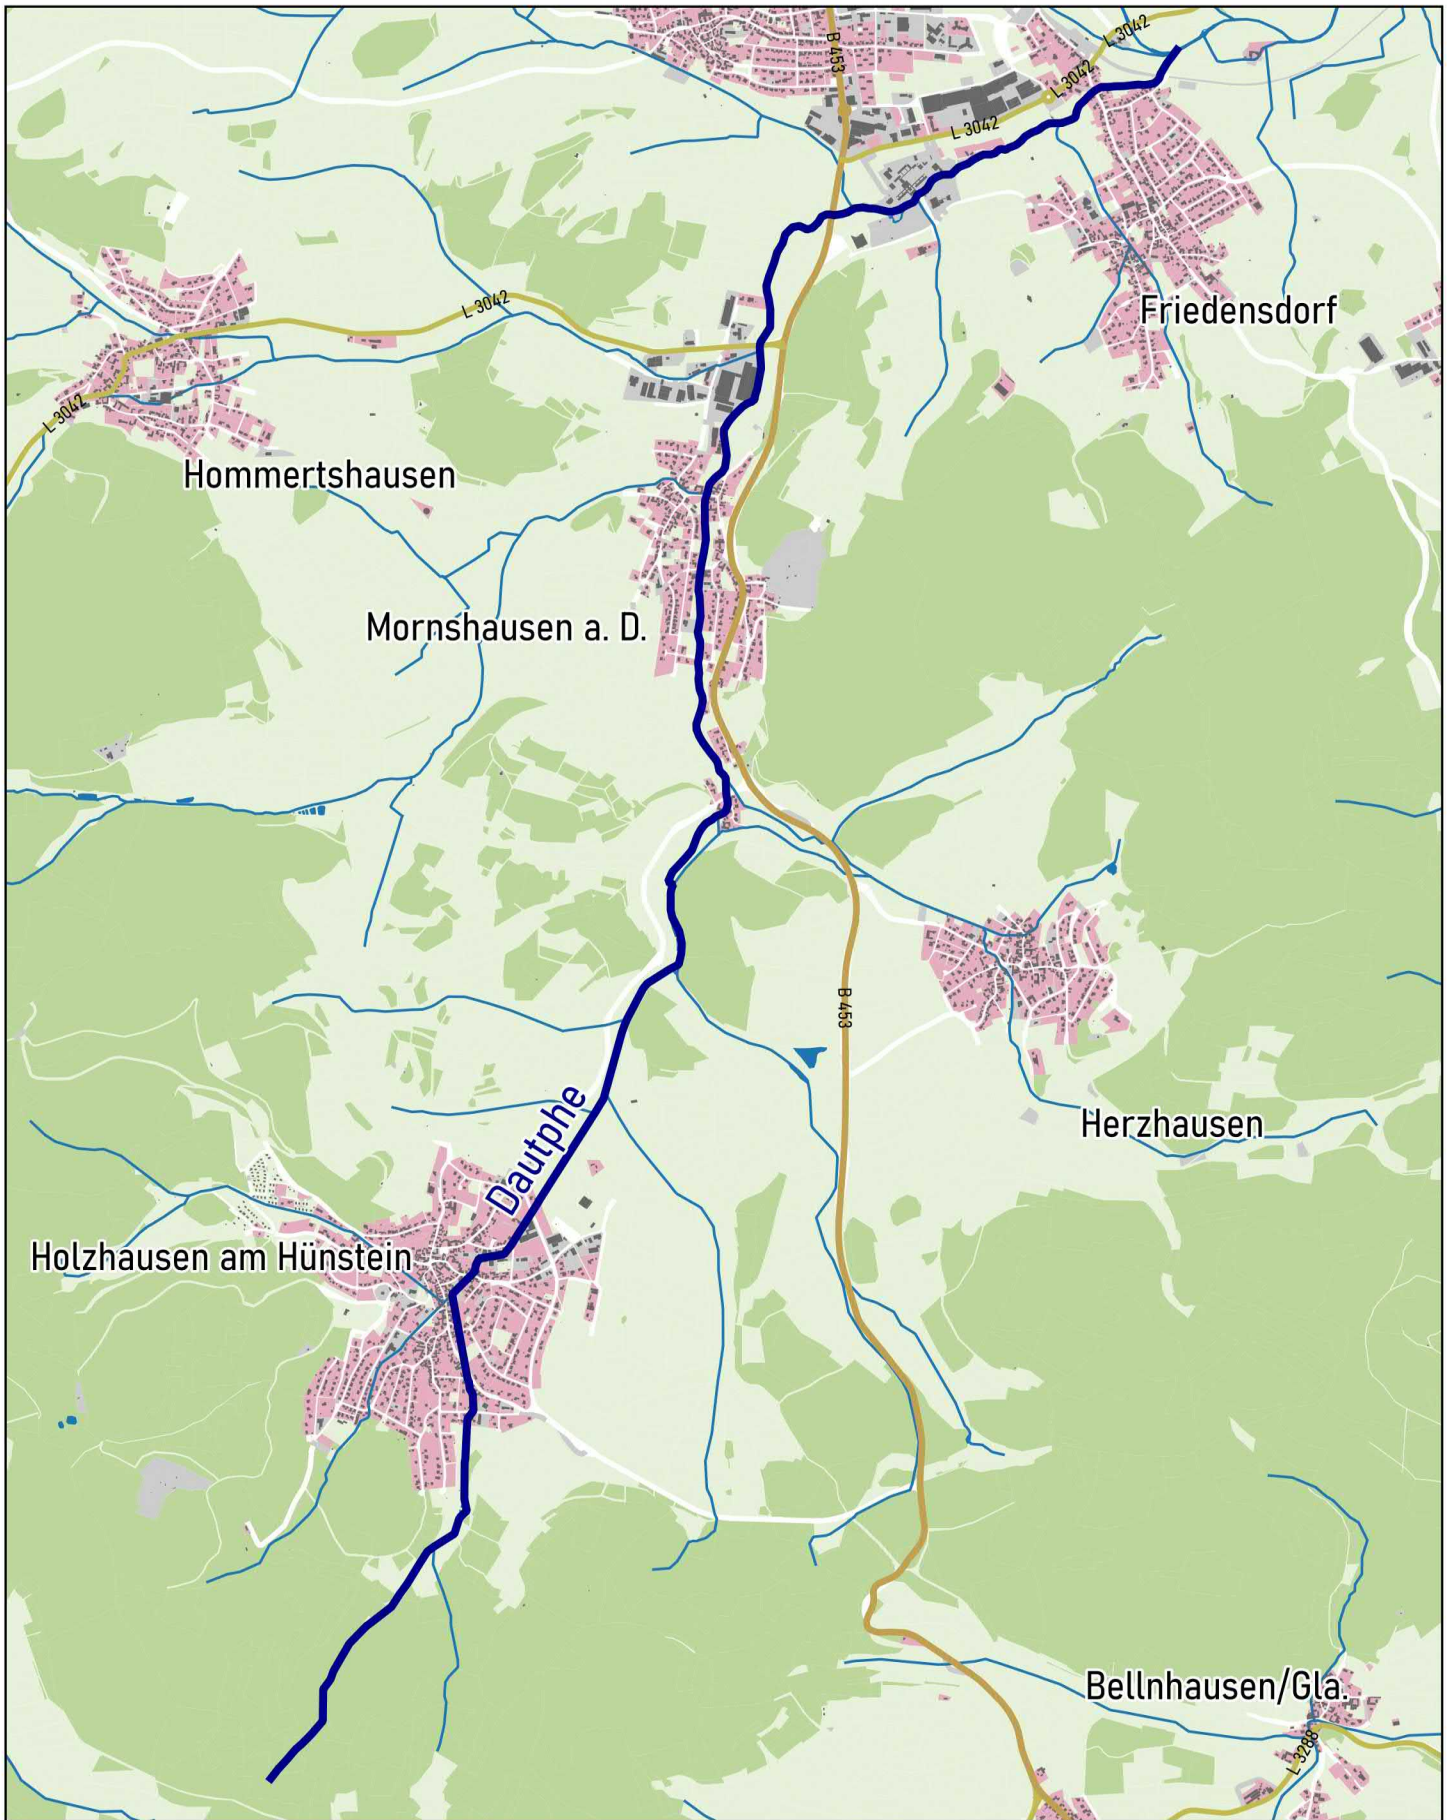 B 453
L 3042
L 3042
L 3042
Friedensdorf
L 3042
L 3042
Hommertshausen
Mornshausen a. D.
B 453
Dautphe
Herzhausen
Holzhausen am Hünstein
Bellnhausen/Gla.
L 3288